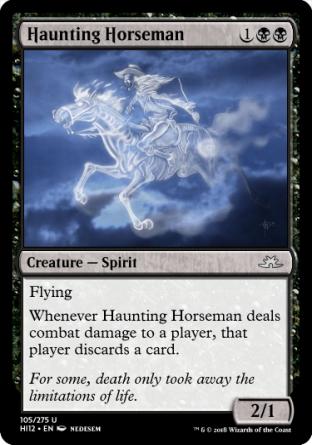 Haunting Horseman 1
Creature — Spirit
Flying
Whenever Haunting Horseman deals
combat damage to a player, that
player discards a card.
For some, death only took away the
limitations of life.
2/1
105/275 U
HI12 • EN NEDESEM
™ & © 2018 Wizards of the Coast